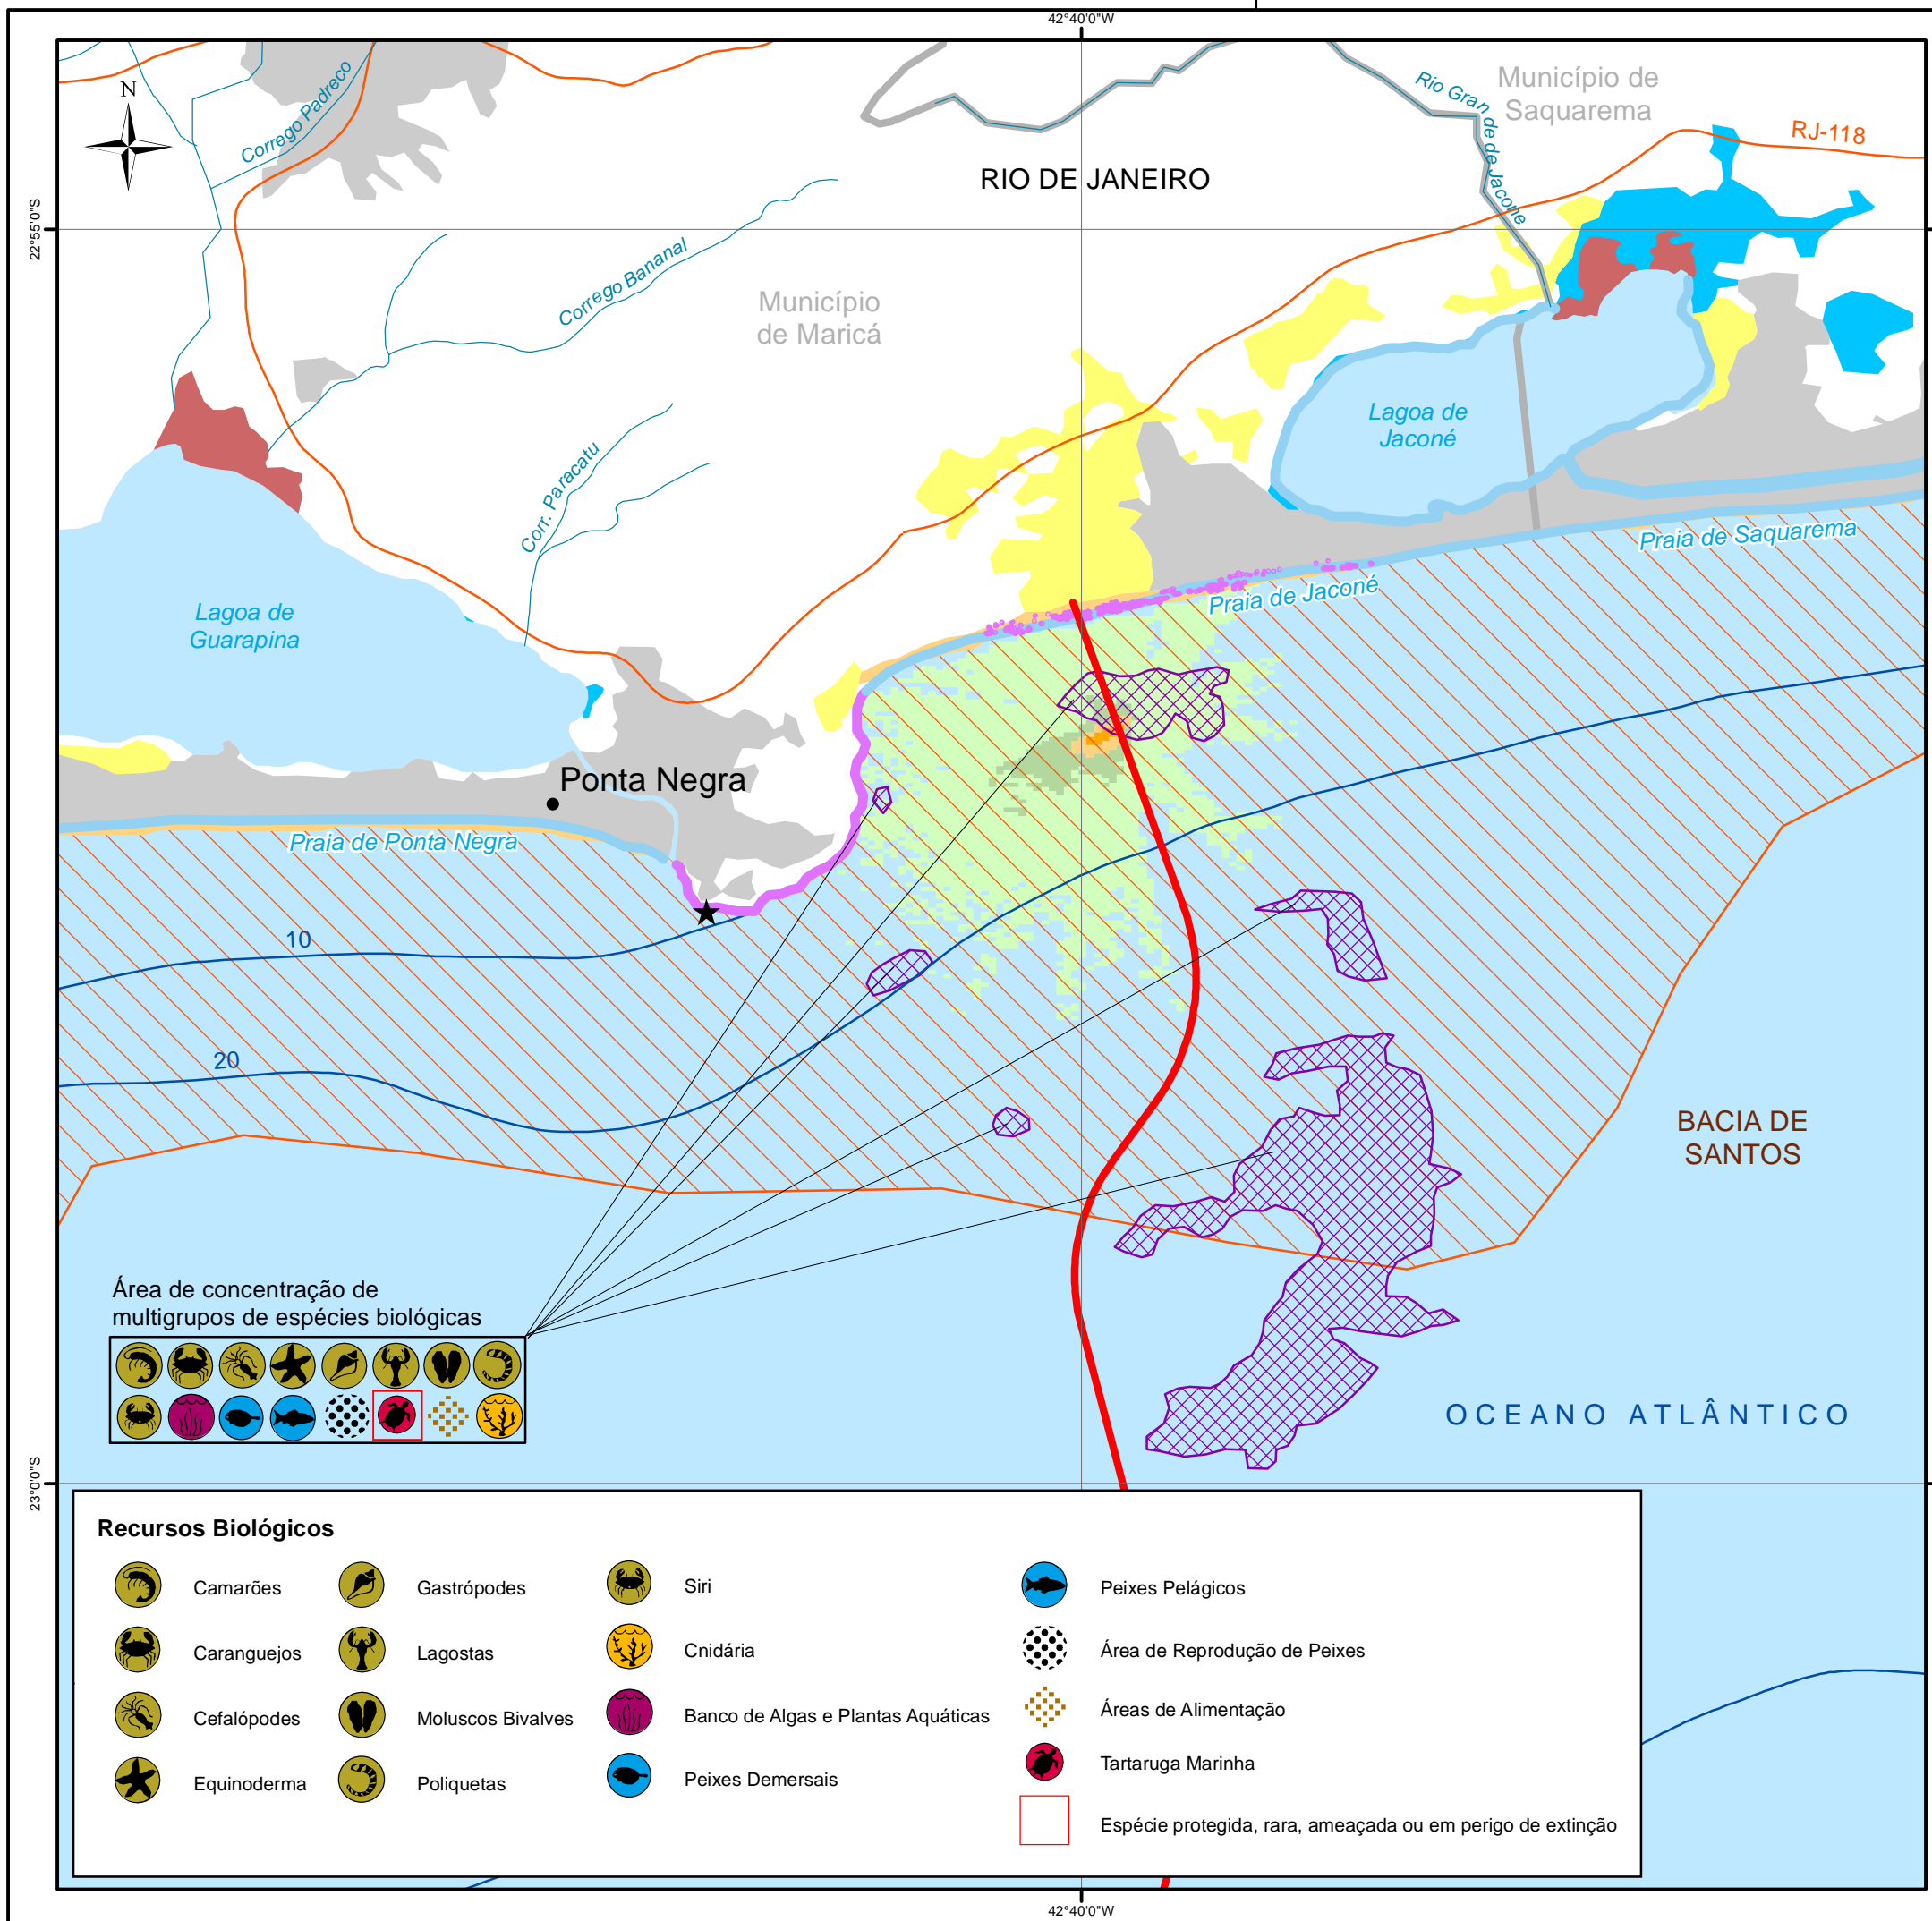 42°40'0"W
N
Corrego Padreco
Rio Grande de Jacone
Município de
Saquarema
RJ-118
RIO DE JANEIRO
22°55'0"S
Corrego Bananal
Município
de Maricá
Lagoa de
Jaconé
Corr. Paracatu
Praia de Saquarema
Praia de Jaconé
Lagoa de
Guarapina
Ponta Negra
Praia de Ponta Negra
10
20
BACIA DE
SANTOS
Área de concentração de
multigrupos de espécies biológicas
OCEANO ATLÂNTICO
23°0'0"S
Recursos Biológicos
Camarões
Caranguejos
Cefalópodes
Equinoderma
Gastrópodes
Lagostas
Moluscos Bivalves
Poliquetas
Siri
Cnidária
Banco de Algas e Plantas Aquáticas
Peixes Demersais
Peixes Pelágicos
Área de Reprodução de Peixes
Áreas de Alimentação
Tartaruga Marinha
Espécie protegida, rara, ameaçada ou em perigo de extinção
42°40'0"W